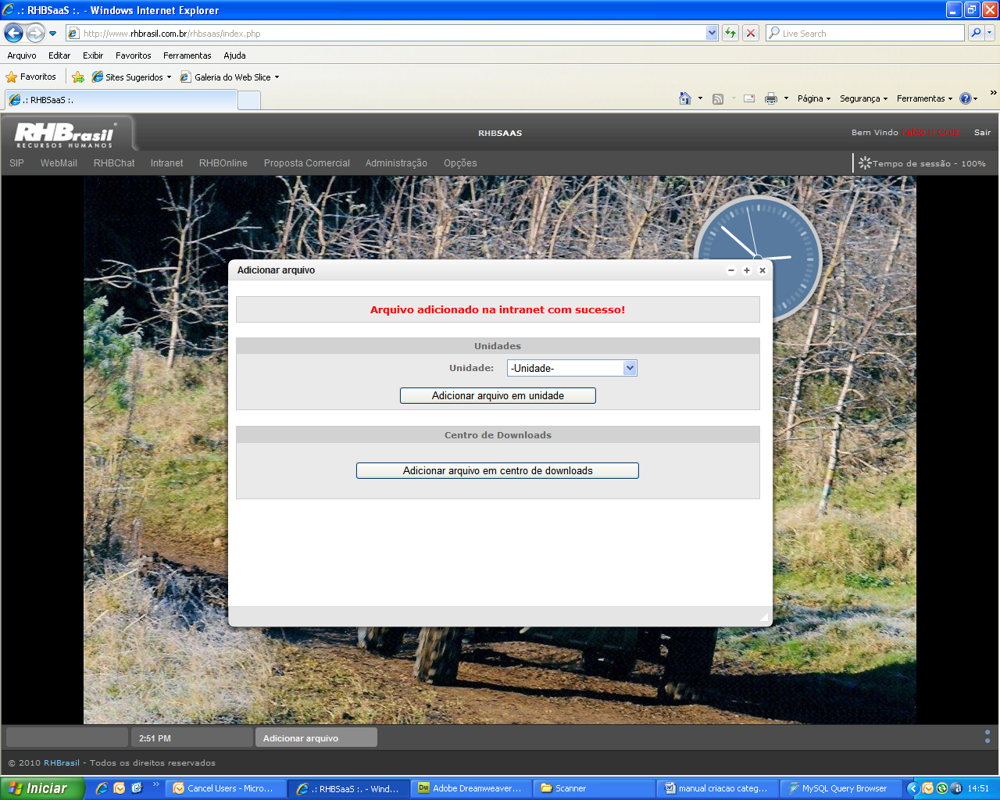 .: RHBSaaS :. - Windows Internet Explorer
http://www.rhbrasil.com.br/rhbsaas/index.php
Live Search
Arquivo Editar Exibir Favoritos Ferramentas Ajuda
Favoritos Sites Sugeridos Galeria do Web Slice
.: RHBSaaS :. Página Segurança Ferramentas
RHBrasil®
RECURSOS HUMANOS
RHBSAAS
Bem Vindo Fabio H Cruz Sair
SIP WebMail RHBChat Intranet RHBOnline Proposta Comercial Administração Opções
Tempo de sessão - 100%
Adicionar arquivo
Arquivo adicionado na intranet com sucesso!
Unidades
Unidade: -Unidade-
Adicionar arquivo em unidade
Centro de Downloads
Adicionar arquivo em centro de downloads
2:51 PM Adicionar arquivo
© 2010 RHBrasil - Todos os direitos reservados
Iniciar Cancel Users - Micro... .: RHBSaaS :. - Wind... Adobe Dreamweaver... Scanner manual criacao categ... MySQL Query Browser 14:51